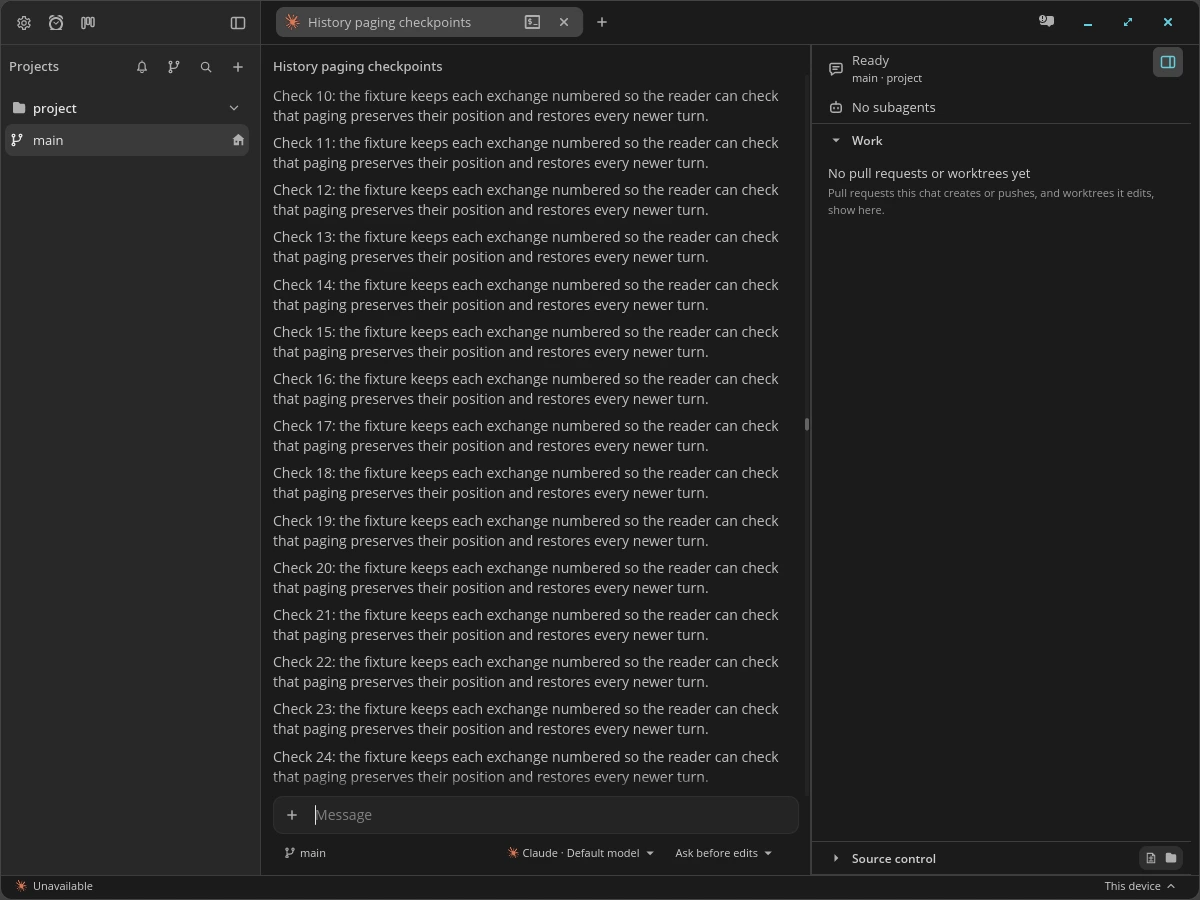 History paging checkpoints
Projects
project
main
History paging checkpoints
Check 10: the fixture keeps each exchange numbered so the reader can check
that paging preserves their position and restores every newer turn.
Check 11: the fixture keeps each exchange numbered so the reader can check
that paging preserves their position and restores every newer turn.
Check 12: the fixture keeps each exchange numbered so the reader can check
that paging preserves their position and restores every newer turn.
Check 13: the fixture keeps each exchange numbered so the reader can check
that paging preserves their position and restores every newer turn.
Check 14: the fixture keeps each exchange numbered so the reader can check
that paging preserves their position and restores every newer turn.
Check 15: the fixture keeps each exchange numbered so the reader can check
that paging preserves their position and restores every newer turn.
Check 16: the fixture keeps each exchange numbered so the reader can check
that paging preserves their position and restores every newer turn.
Check 17: the fixture keeps each exchange numbered so the reader can check
that paging preserves their position and restores every newer turn.
Check 18: the fixture keeps each exchange numbered so the reader can check
that paging preserves their position and restores every newer turn.
Check 19: the fixture keeps each exchange numbered so the reader can check
that paging preserves their position and restores every newer turn.
Check 20: the fixture keeps each exchange numbered so the reader can check
that paging preserves their position and restores every newer turn.
Check 21: the fixture keeps each exchange numbered so the reader can check
that paging preserves their position and restores every newer turn.
Check 22: the fixture keeps each exchange numbered so the reader can check
that paging preserves their position and restores every newer turn.
Check 23: the fixture keeps each exchange numbered so the reader can check
that paging preserves their position and restores every newer turn.
Check 24: the fixture keeps each exchange numbered so the reader can check
that paging preserves their position and restores every newer turn.
Message
main
Claude · Default model
Ask before edits
Ready
main · project
No subagents
Work
No pull requests or worktrees yet
Pull requests this chat creates or pushes, and worktrees it edits,
show here.
Source control
Unavailable
This device